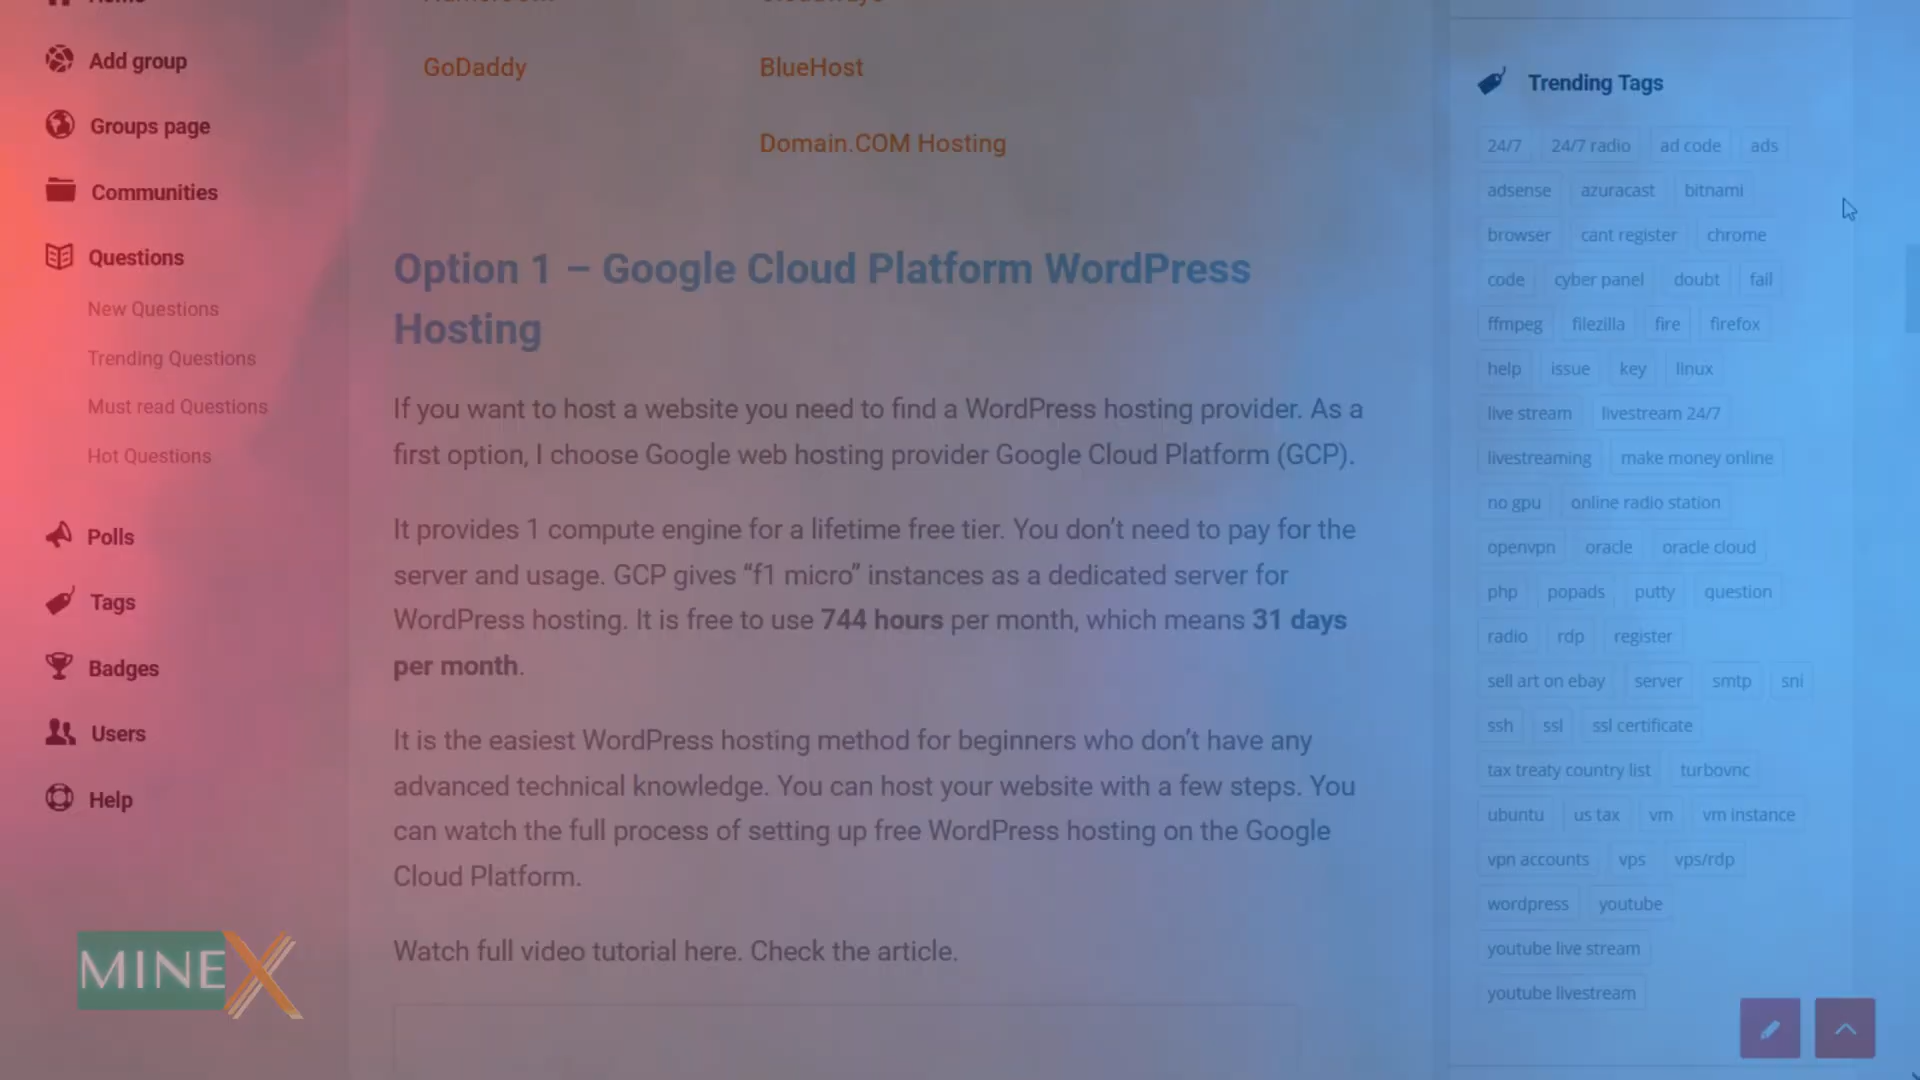 Home
Add group
Groups page
Communities
Questions
New Questions
Trending Questions
Must read Questions
Hot Questions
Polls
Tags
Badges
Users
Help
MINEX
GoDaddy
BlueHost
Domain.COM Hosting
Option 1 – Google Cloud Platform WordPress
Hosting
If you want to host a website you need to find a WordPress hosting provider. As a
first option, I choose Google web hosting provider Google Cloud Platform (GCP).
It provides 1 compute engine for a lifetime free tier. You don’t need to pay for the
server and usage. GCP gives “f1 micro” instances as a dedicated server for
WordPress hosting. It is free to use 744 hours per month, which means 31 days
per month.
It is the easiest WordPress hosting method for beginners who don’t have any
advanced technical knowledge. You can host your website with a few steps. You
can watch the full process of setting up free WordPress hosting on the Google
Cloud Platform.
Watch full video tutorial here. Check the article.
Trending Tags
24/7 24/7 radio ad code ads
adsense azuracast bitnami
browser cant register chrome
code cyber panel doubt fail
ffmpeg filezilla fire firefox
help issue key linux
live stream livestream 24/7
livestreaming make money online
no gpu online radio station
openvpn oracle oracle cloud
php popads putty question
radio rdp register
sell art on ebay server smtp sni
ssh ssl ssl certificate
tax treaty country list turbovnc
ubuntu us tax vm vm instance
vpn accounts vps vps/rdp
wordpress youtube
youtube live stream
youtube livestream